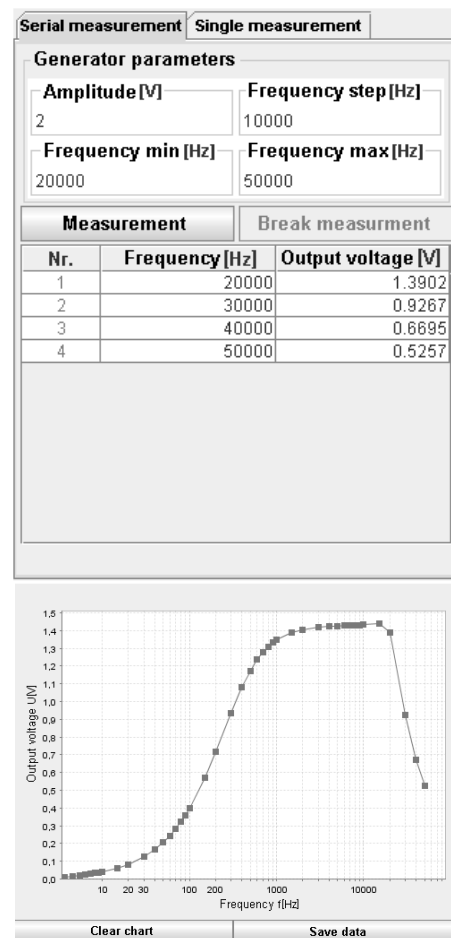 Serial measurement Single measurement
Generator parameters
Amplitude[V] Frequency step[Hz]
2 10000
Frequency min [Hz] Frequency max[Hz]
20000 50000
Measurement Break measurment
Nr. Frequency[Hz] Output voltage [V]
1 20000 1.3902
2 30000 0.9267
3 40000 0.6695
4 50000 0.5257
1,5
1,4
1,3
1,2
1,1
1,0
0,9
0,8
0,7
0,6
0,5
0,4
0,3
0,2
0,1
0,0
Output voltage U[V]
10 20 30 100 200 1000 10000
Frequency f[Hz]
Clear chart Save data